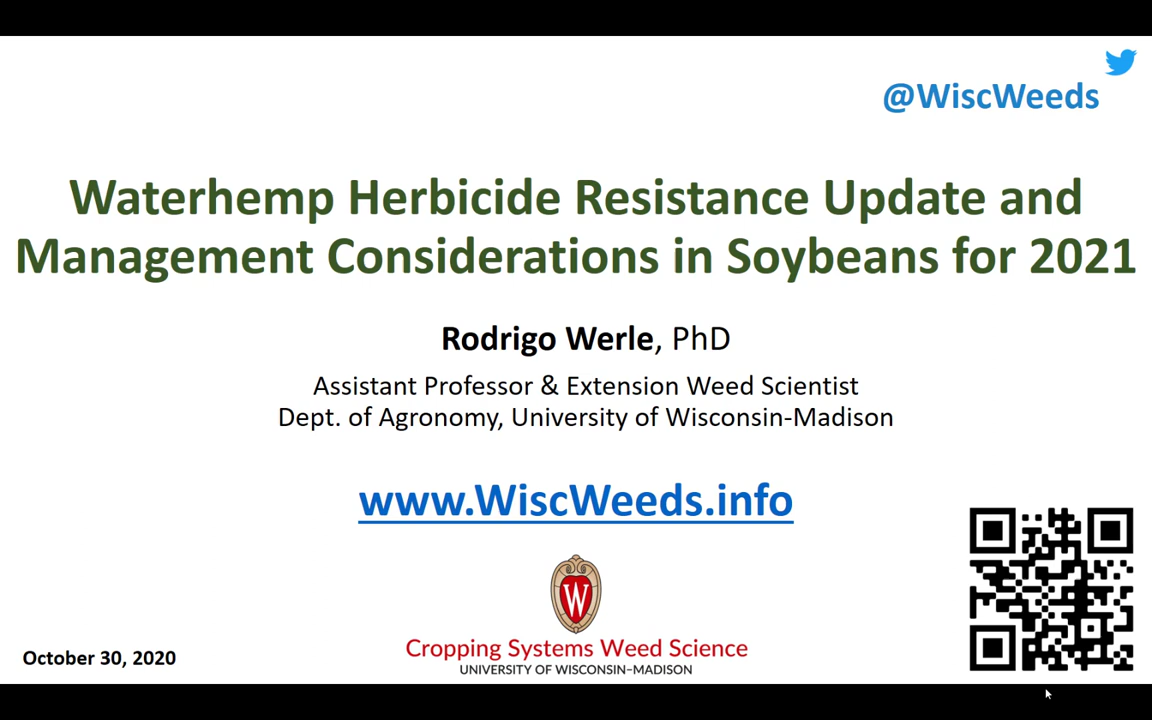 @WiscWeeds
Waterhemp Herbicide Resistance Update and
Management Considerations in Soybeans for 2021
Rodrigo Werle, PhD
Assistant Professor & Extension Weed Scientist
Dept. of Agronomy, University of Wisconsin-Madison
www.WiscWeeds.info
W
Cropping Systems Weed Science
UNIVERSITY OF WISCONSIN–MADISON
October 30, 2020